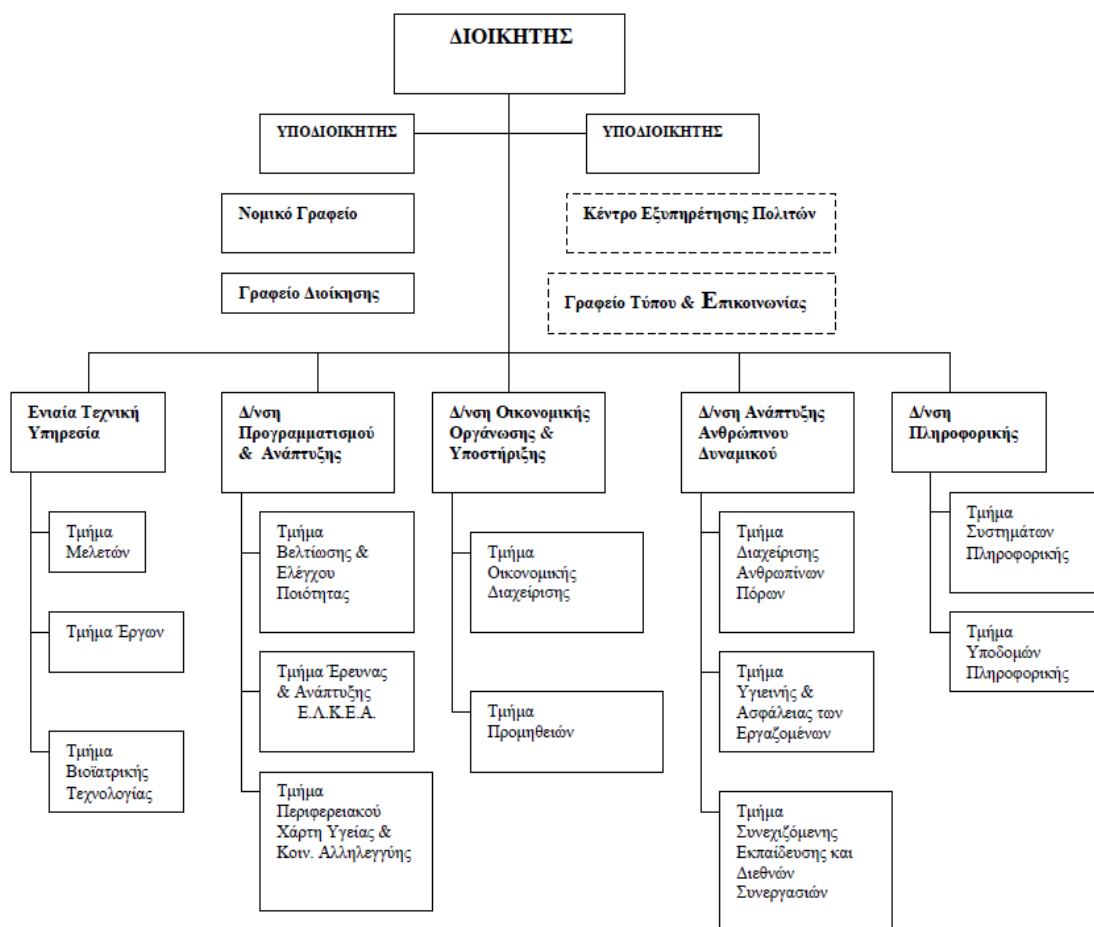 ΔΙΟΙΚΗΤΗΣ
ΥΠΟΔΙΟΙΚΗΤΗΣ
ΥΠΟΔΙΟΙΚΗΤΗΣ
Νομικό Γραφείο
Κέντρο Εξυπηρέτησης Πολιτών
Γραφείο Διοίκησης
Γραφείο Τύπου & Επικοινωνίας
Ενιαία Τεχνική
Υπηρεσία
Δ/νση
Προγραμματισμού
& Ανάπτυξης
Δ/νση Οικονομικής
Οργάνωσης &
Υποστήριξης
Δ/νση Ανάπτυξης
Ανθρώπινου
Δυναμικού
Δ/νση
Πληροφορικής
Τμήμα
Μελετών
Τμήμα Έργων
Τμήμα
Βιοϊατρικής
Τεχνολογίας
Τμήμα
Βελτίωσης &
Ελέγχου
Ποιότητας
Τμήμα Έρευνας
& Ανάπτυξης
Ε.Λ.Κ.Ε.Α.
Τμήμα
Περιφερειακού
Χάρτη Υγείας &
Κοιν. Αλληλεγγύης
Τμήμα
Οικονομικής
Διαχείρισης
Τμήμα
Προμηθειών
Τμήμα
Διαχείρισης
Ανθρωπίνων
Πόρων
Τμήμα
Υγιεινής &
Ασφάλειας των
Εργαζομένων
Τμήμα
Συνεχιζόμενης
Εκπαίδευσης και
Διεθνών
Συνεργασιών
Τμήμα
Συστημάτων
Πληροφορικής
Τμήμα
Υποδομών
Πληροφορικής